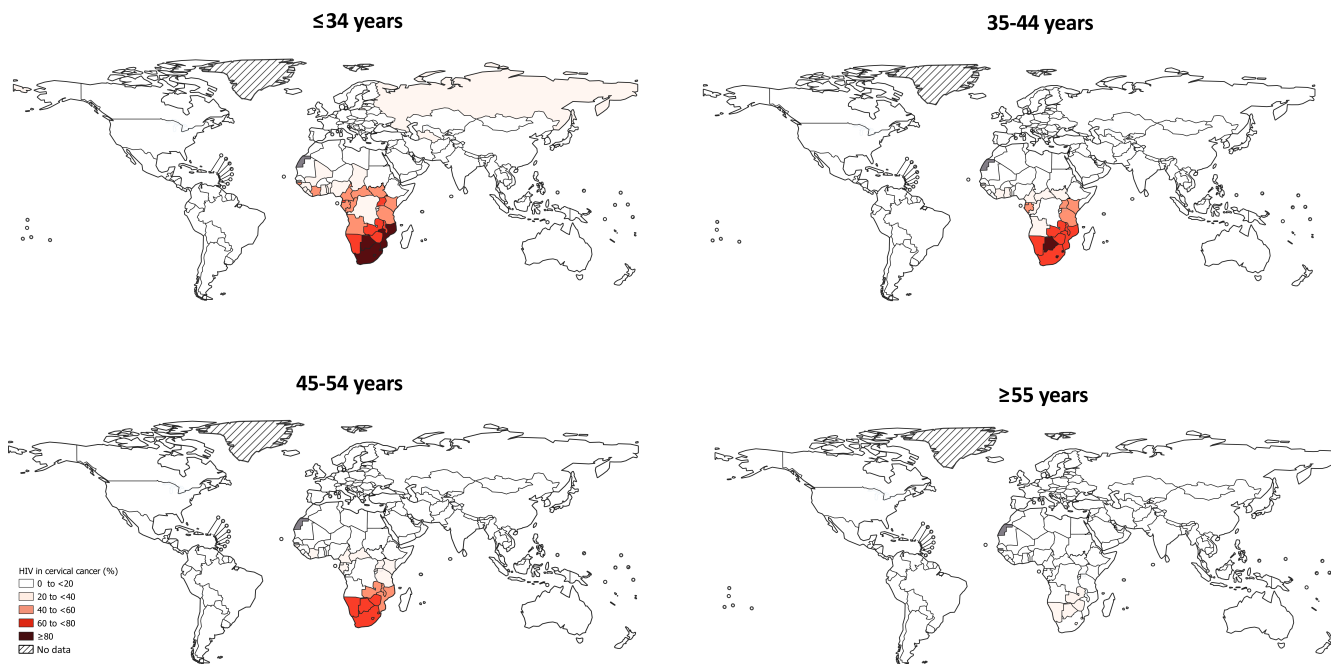 ≤34 years
35-44 years
45-54 years
≥55 years
HIV in cervical cancer (%)
0 to <20
20 to <40
40 to <60
60 to <80
≥80
No data